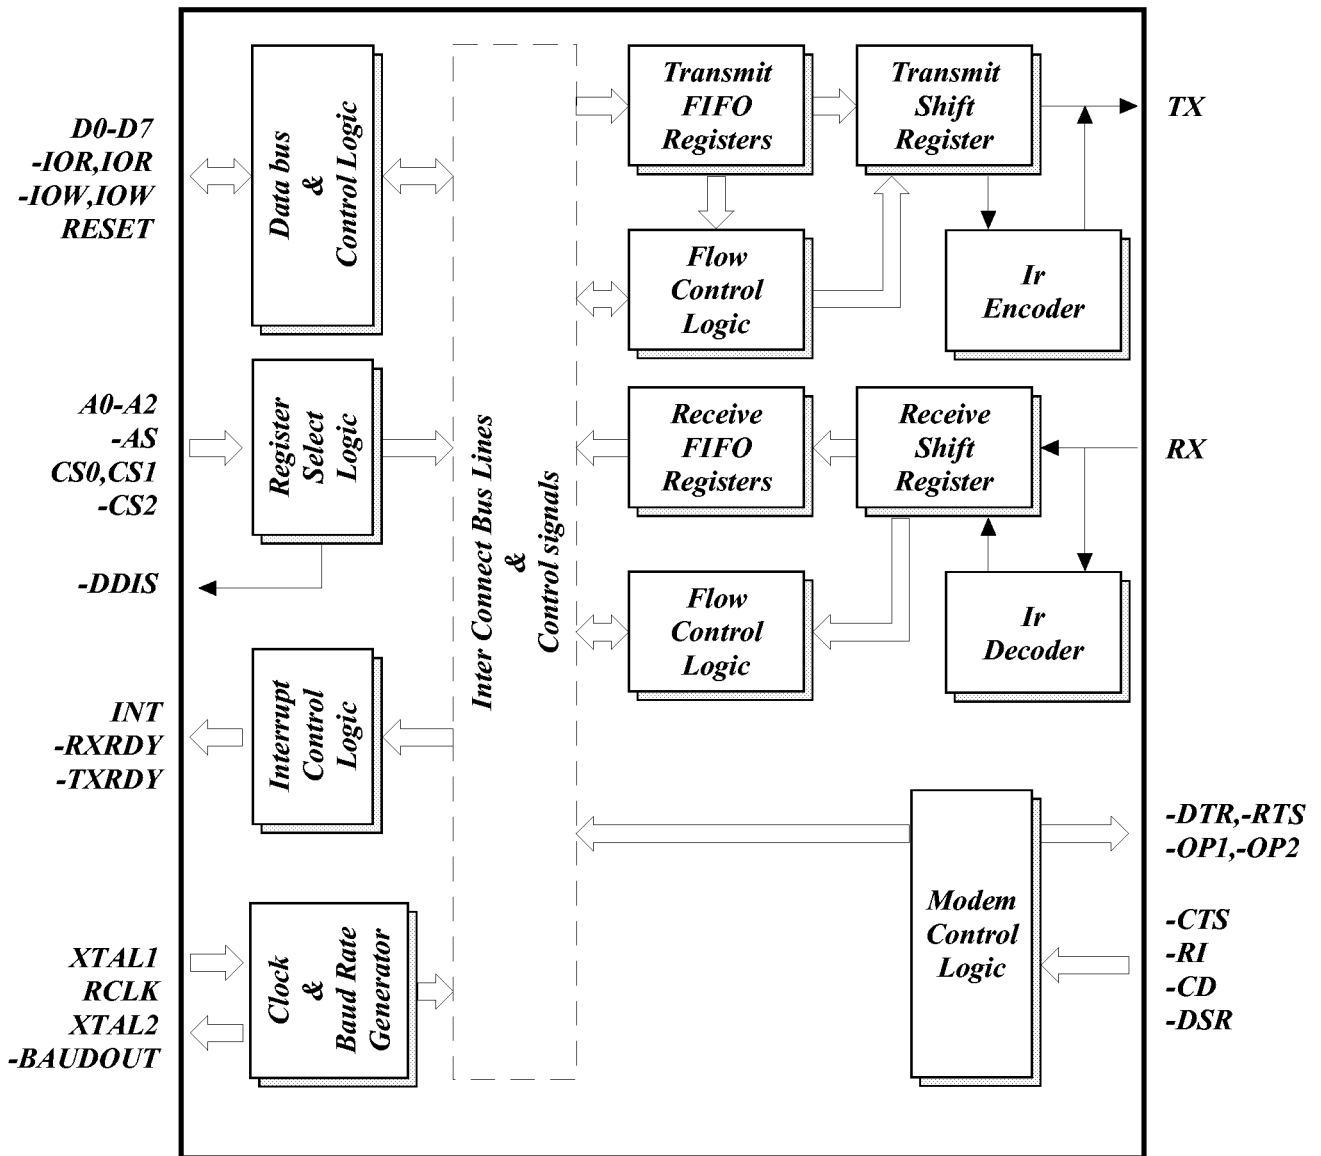 D0-D7
-IOR,IOR
-IOW,IOW
RESET
Data bus
&
Control Logic
A0-A2
-AS
CS0,CS1
-CS2
Register
Select
Logic
-DDIS
INT
-RXRDY
-TXRDY
Interrupt
Control
Logic
XTAL1
RCLK
XTAL2
-BAUDOUT
Clock
&
Baud Rate
Generator
Inter Connect Bus Lines
&
Control signals
Transmit
FIFO
Registers
Transmit
Shift
Register
TX
Flow
Control
Logic
Ir
Encoder
Receive
FIFO
Registers
Receive
Shift
Register
RX
Flow
Control
Logic
Ir
Decoder
Modem
Control
Logic
-DTR,-RTS
-OP1,-OP2
-CTS
-RI
-CD
-DSR